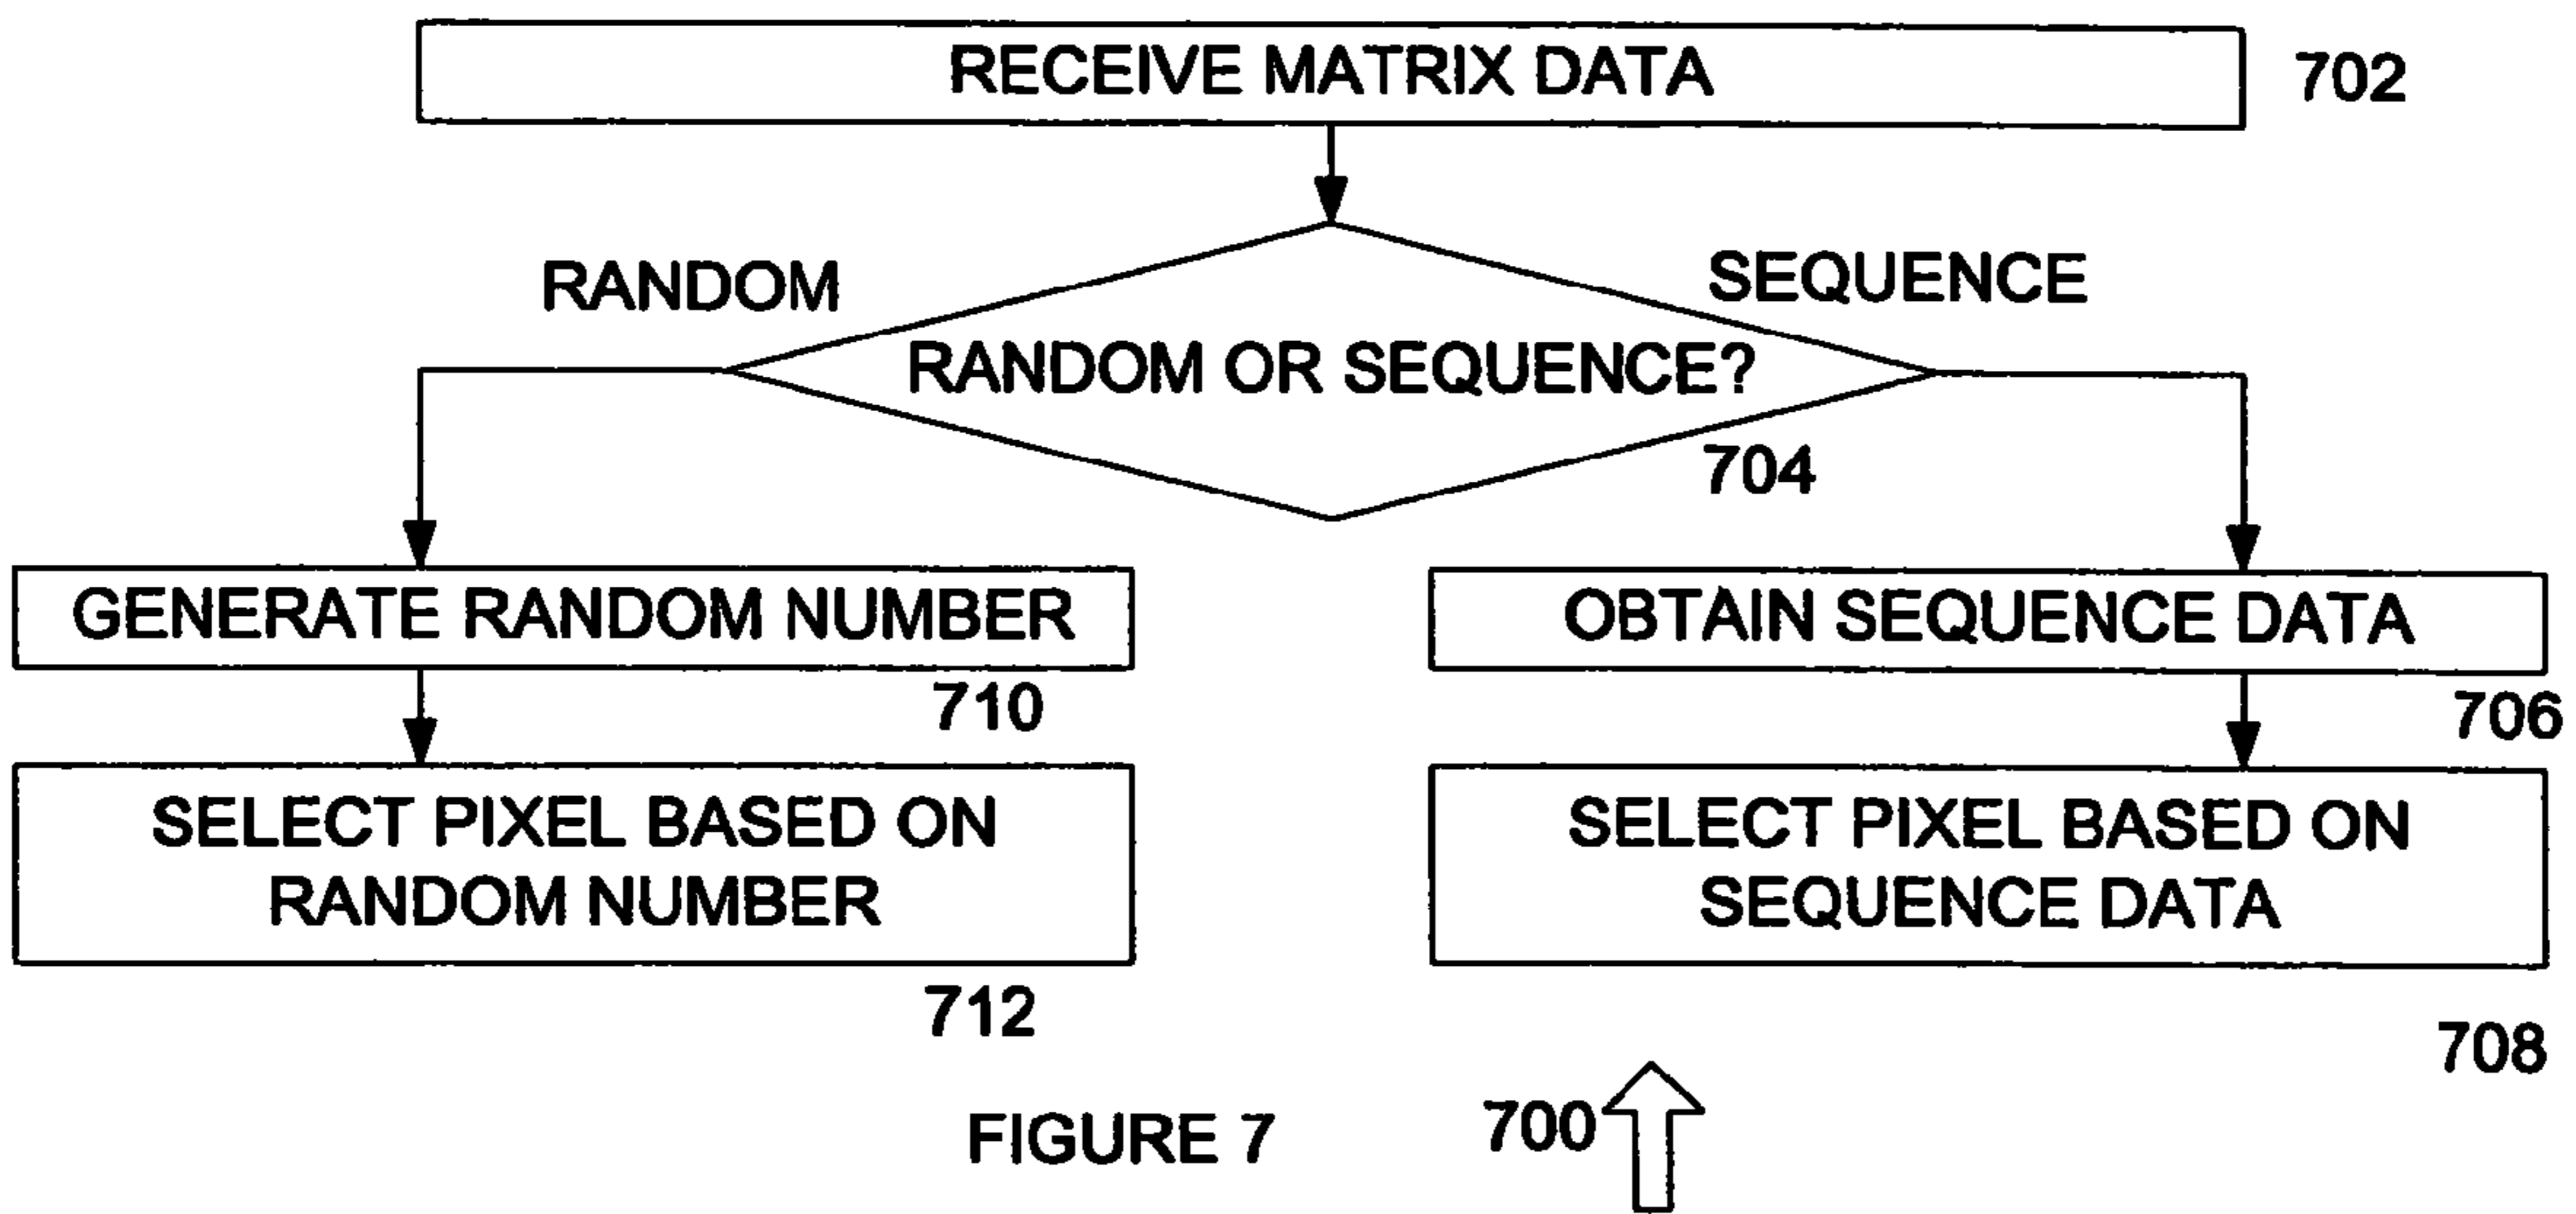 RECEIVE MATRIX DATA
702
RANDOM
SEQUENCE
RANDOM OR SEQUENCE?
704
GENERATE RANDOM NUMBER
710
OBTAIN SEQUENCE DATA
706
SELECT PIXEL BASED ON
RANDOM NUMBER
712
SELECT PIXEL BASED ON
SEQUENCE DATA
708
FIGURE 7
700